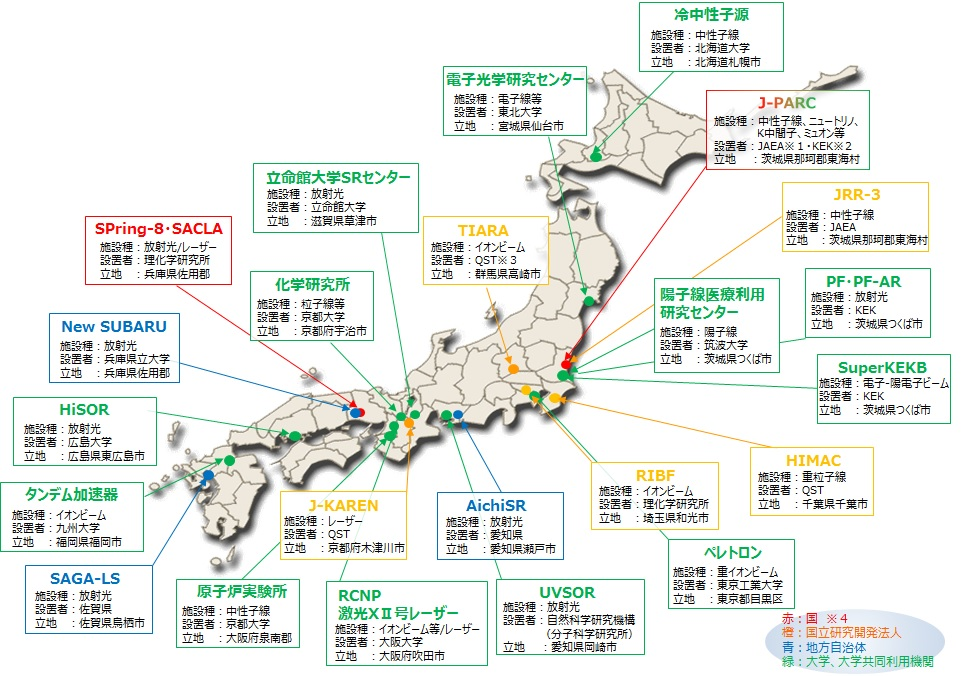 冷中性子源
施設種：中性子線
設置者：北海道大学
立地　：北海道札幌市
電子光学研究センター
施設種：電子線等
設置者：東北大学
立地　：宮城県仙台市
J-PARC
施設種：中性子線、ニュートリノ、
K中間子、ミュオン等
設置者：JAEA※１・KEK※２
立地　：茨城県那珂郡東海村
立命館大学SRセンター
施設種：放射光
設置者：立命館大学
立地　：滋賀県草津市
JRR-3
施設種：中性子線
設置者：JAEA
立地　：茨城県那珂郡東海村
SPring-8・SACLA
施設種：放射光/レーザー
設置者：理化学研究所
立地　：兵庫県佐用郡
TIARA
施設種：イオンビーム
設置者：QST※３
立地　：群馬県高崎市
化学研究所
施設種：粒子線等
設置者：京都大学
立地　：京都府宇治市
陽子線医療利用
研究センター
施設種：陽子線
設置者：筑波大学
立地　：茨城県つくば市
PF・PF-AR
施設種：放射光
設置者：KEK
立地　：茨城県つくば市
New SUBARU
施設種：放射光
設置者：兵庫県立大学
立地　：兵庫県佐用郡
SuperKEKB
施設種：電子・陽電子ビーム
設置者：KEK
立地　：茨城県つくば市
HiSOR
施設種：放射光
設置者：広島大学
立地　：広島県東広島市
タンデム加速器
施設種：イオンビーム
設置者：九州大学
立地　：福岡県福岡市
J-KAREN
施設種：レーザー
設置者：QST
立地　：京都府木津川市
AichiSR
施設種：放射光
設置者：愛知県
立地　：愛知県瀬戸市
RIBF
施設種：イオンビーム
設置者：理化学研究所
立地　：埼玉県和光市
HIMAC
施設種：重粒子線
設置者：QST
立地　：千葉県千葉市
SAGA-LS
施設種：放射光
設置者：佐賀県
立地　：佐賀県鳥栖市
原子炉実験所
施設種：中性子線
設置者：京都大学
立地　：大阪府泉南郡
RCNP
激光XⅡ号レーザー
施設種：イオンビーム等/レーザー
設置者：大阪大学
立地　：大阪府吹田市
UVSOR
施設種：放射光
設置者：自然科学研究機構
（分子科学研究所）
立地　：愛知県岡崎市
ペレトロン
施設種：重イオンビーム
設置者：東京工業大学
立地　：東京都目黒区
赤：国　※４
橙：国立研究開発法人
青：地方自治体
緑：大学、大学共同利用機関